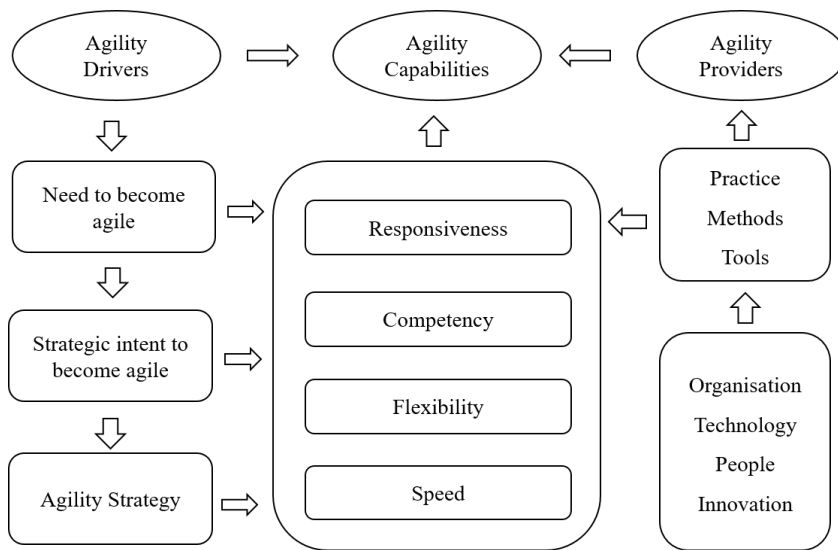 Agility
Drivers
Agility
Capabilities
Agility
Providers
Need to become
agile
Strategic intent to
become agile
Agility Strategy
Responsiveness
Competency
Flexibility
Speed
Practice
Methods
Tools
Organisation
Technology
People
Innovation